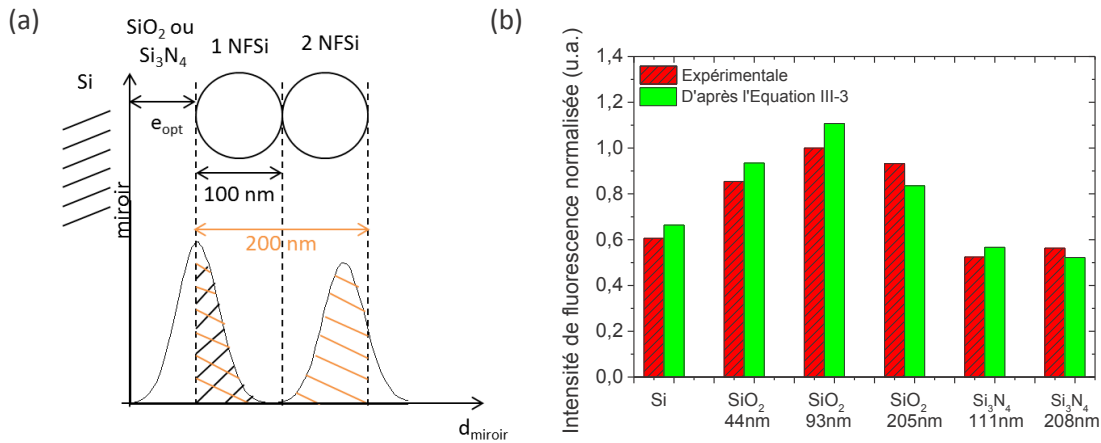 (a)
SiO2 ou
Si3N4
1 NFSi
2 NFSi
Si
eopt
100 nm
miroir
200 nm
dmiroir
(b)
Intensité de fluorescence normalisée (u.a.)
1,4
1,2
1,0
0,8
0,6
0,4
0,2
0,0
Expérimentale
D'après l'Equation III-3
Si
SiO2
44nm
SiO2
93nm
SiO2
205nm
Si3N4
111nm
Si3N4
208nm